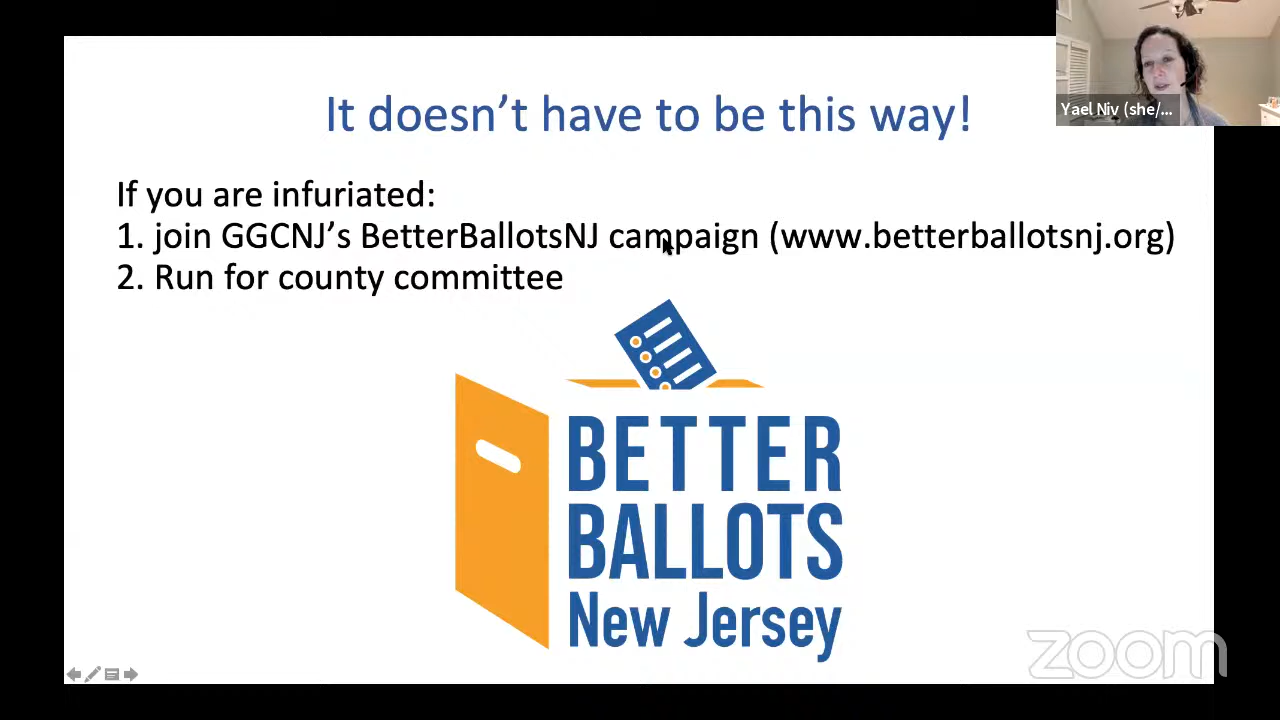 It doesn't have to be this way!
Yael Niv (she/...
If you are infuriated:
1. join GGCNJ's BetterBallotsNJ campaign (www.betterballotsnj.org)
2. Run for county committee
BETTER
BALLOTS
New Jersey
zoom